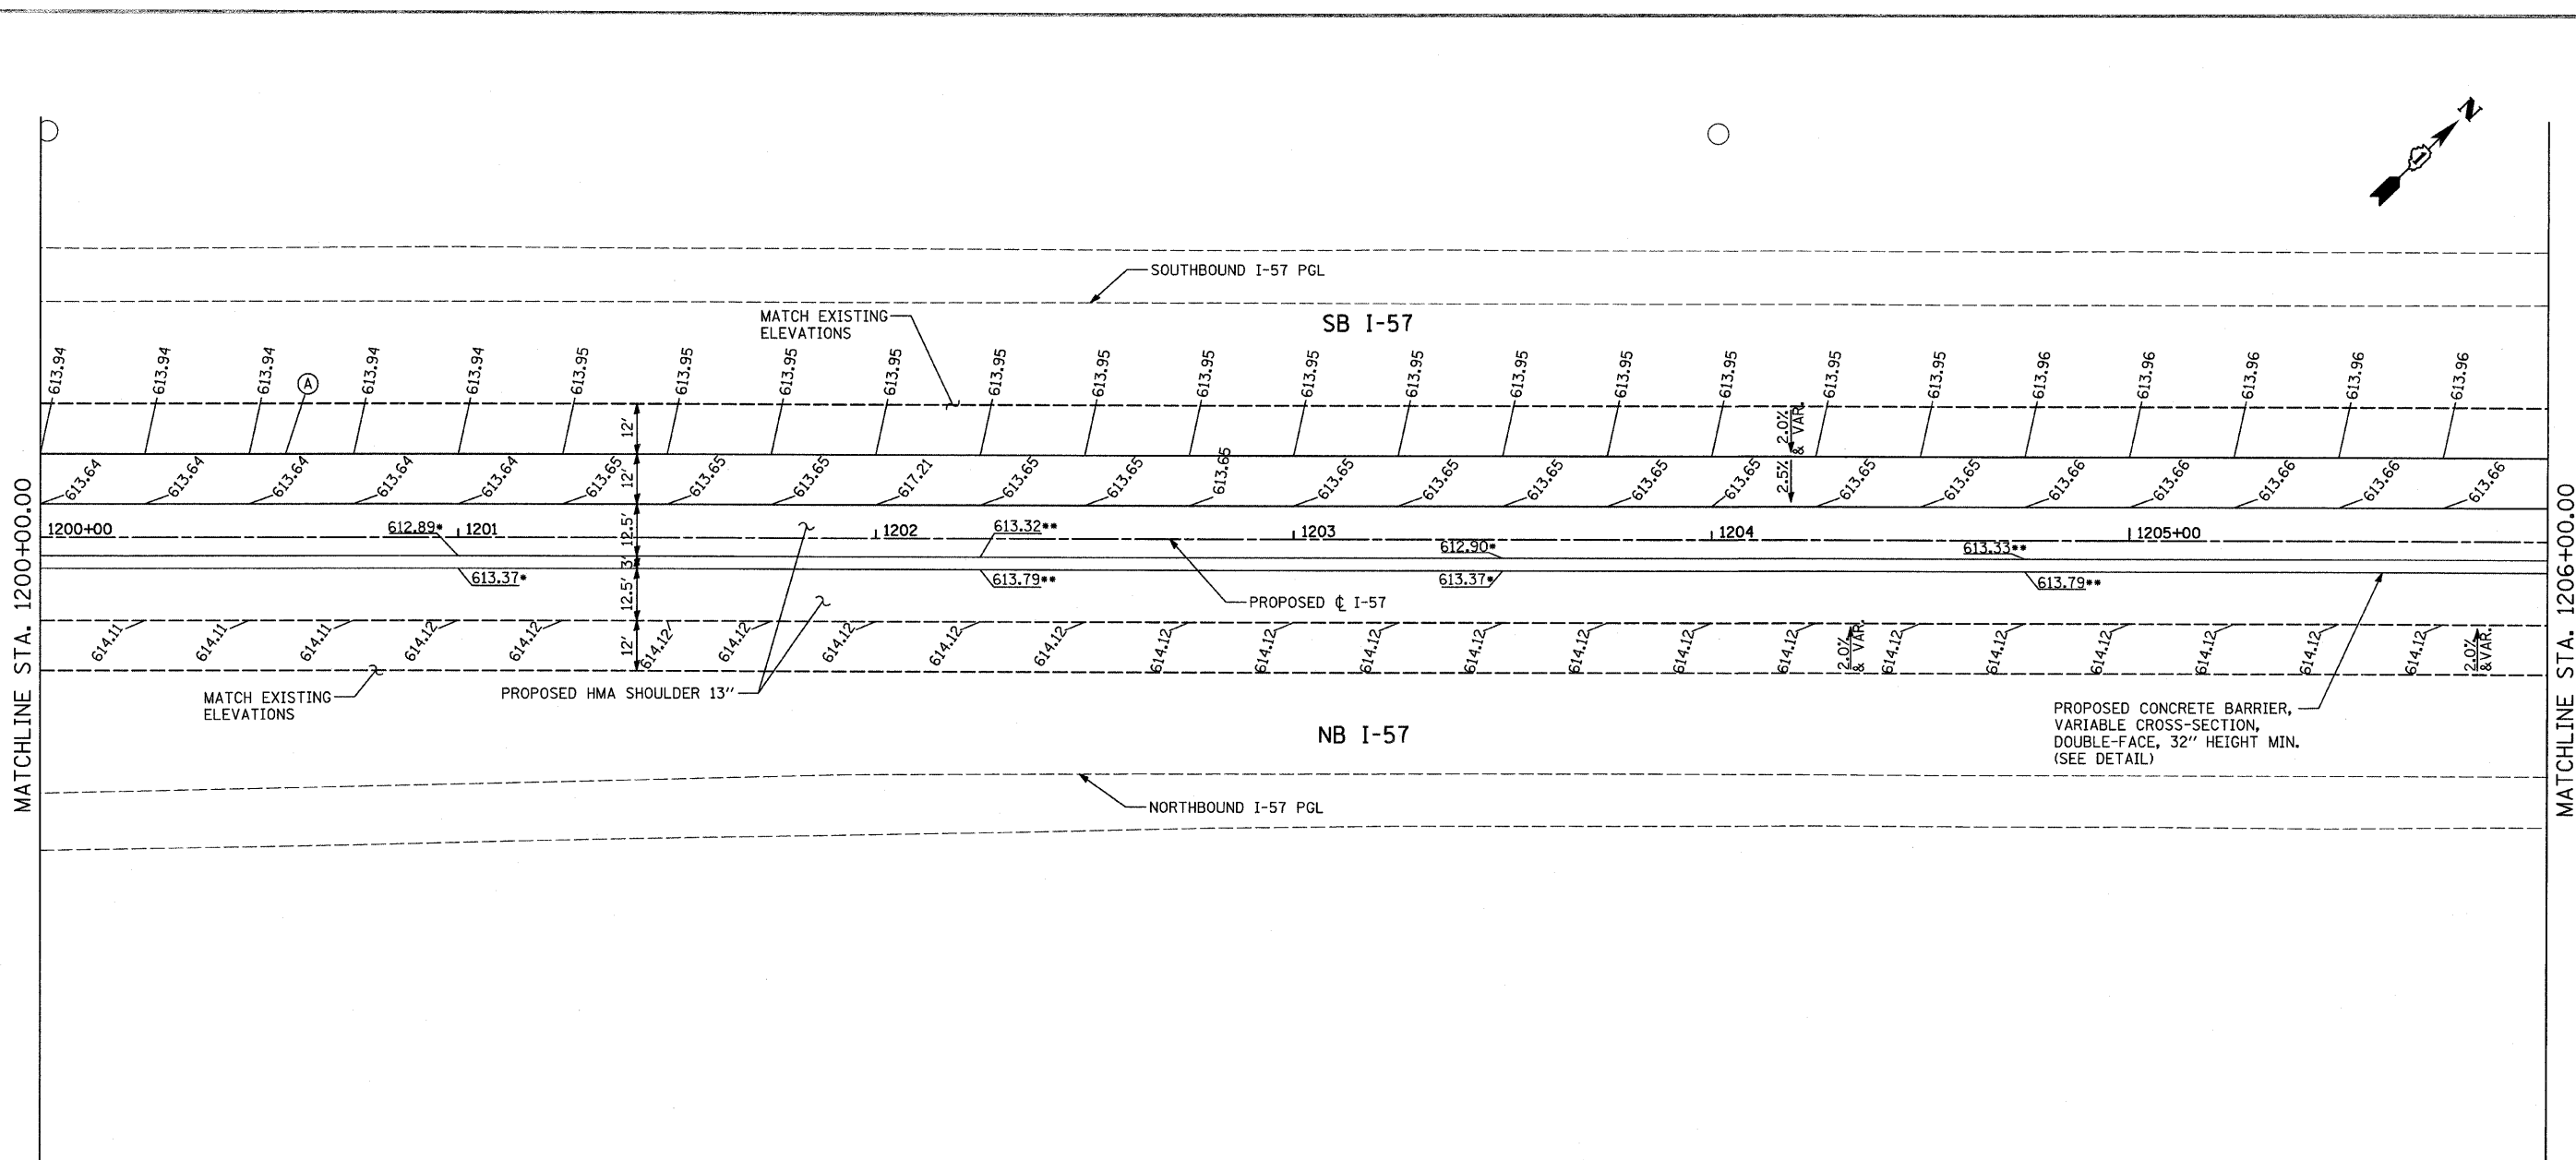 N
SOUTHBOUND I-57 PGL
MATCH EXISTING
ELEVATIONS
SB I-57
613.94 613.94 613.94 613.94 613.94 613.95 613.95 613.95 613.95 613.95 613.95 613.95 613.95 613.95 613.95 613.95 613.95 613.95 613.95 613.96 613.96 613.96 613.96 613.96
A
12'
2.0%
& VAR.
613.64 613.64 613.64 613.64 613.64 613.65 613.65 613.65 617.21 613.65 613.65 613.65 613.65 613.65 613.65 613.65 613.65 613.65 613.65 613.66 613.66 613.66 613.66 613.66
12'
2.5%
MATCHLINE STA. 1200+00.00
MATCHLINE STA. 1206+00.00
1200+00 612.89* 1201 12.5' 1202 613.32** 1203 612.90* 1204 613.33** 1205+00
3'
613.37* 613.79** 613.37* 613.79**
12.5'
PROPOSED ℄ I-57
614.11 614.11 614.11 614.12 614.12 614.12 614.12 614.12 614.12 614.12 614.12 614.12 614.12 614.12 614.12 614.12 614.12 614.12 614.12 614.12 614.12 614.12 614.12
12'
2.0%
& VAR.
2.0%
&VAR.
MATCH EXISTING
ELEVATIONS
PROPOSED HMA SHOULDER 13"
NB I-57
PROPOSED CONCRETE BARRIER,
VARIABLE CROSS-SECTION,
DOUBLE-FACE, 32" HEIGHT MIN.
(SEE DETAIL)
NORTHBOUND I-57 PGL